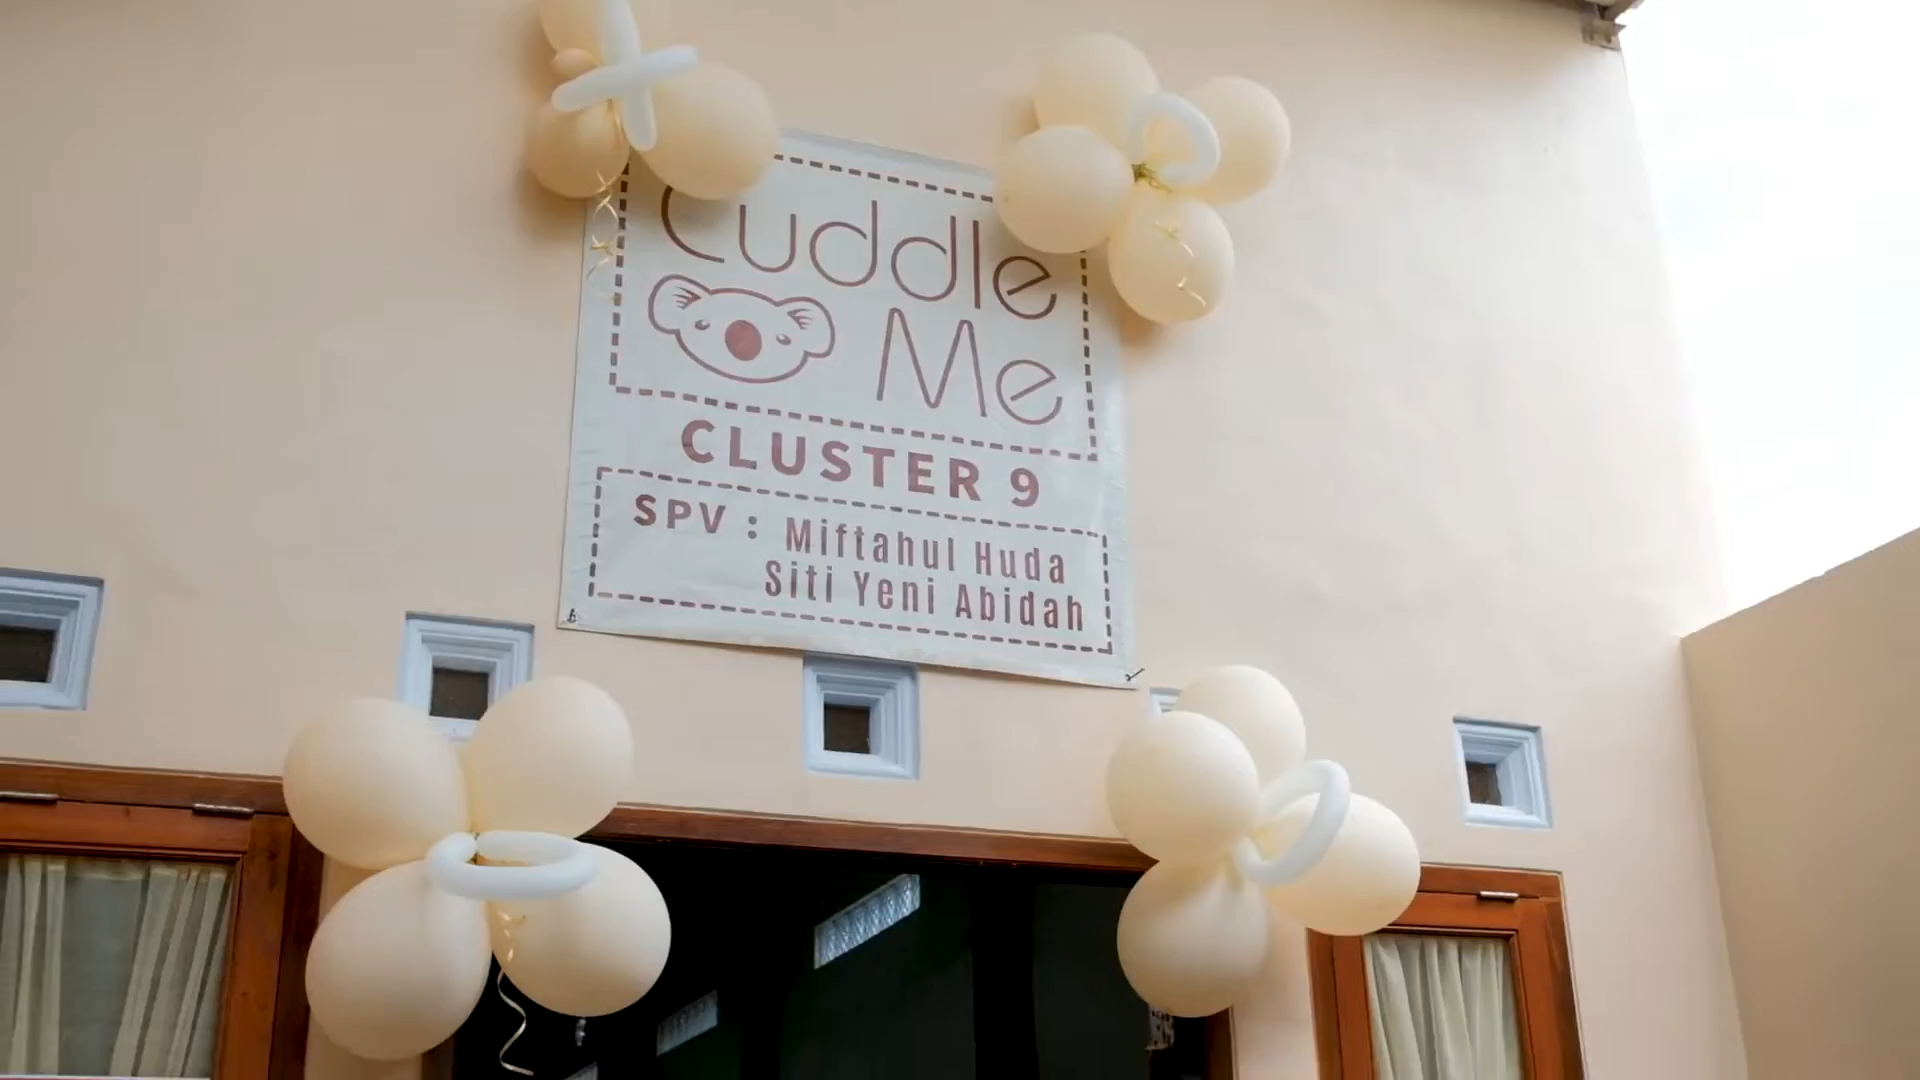 Cuddle
Me
CLUSTER 9
SPV : Miftahul Huda
Siti Yeni Abidah